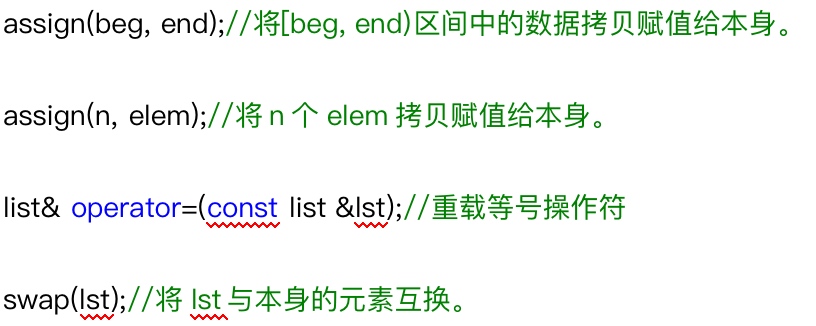 assign(beg, end);//将[beg, end)区间中的数据拷贝赋值给本身。
assign(n, elem);//将 n 个 elem 拷贝赋值给本身。
list& operator=(const list &lst);//重载等号操作符
swap(lst);//将 lst 与本身的元素互换。